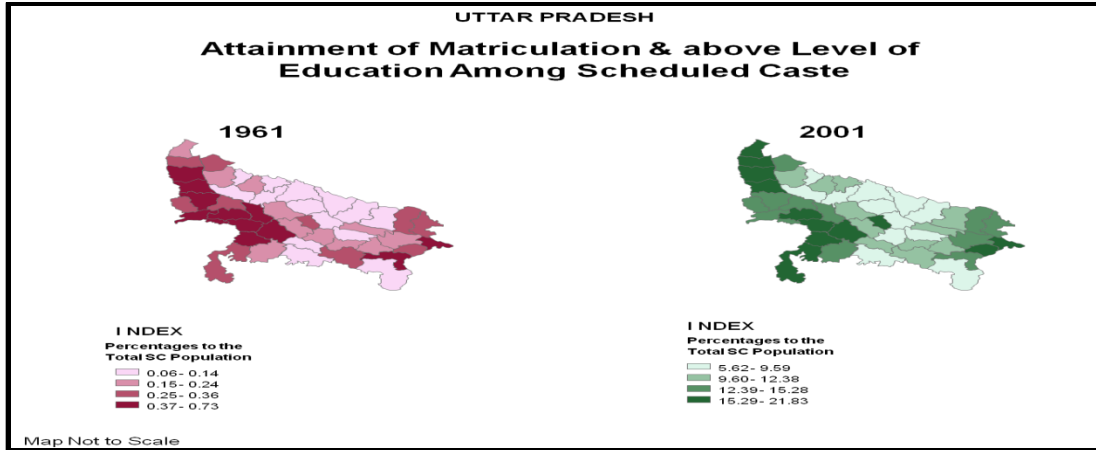 UTTAR PRADESH
Attainment of Matriculation & above Level of
Education Among Scheduled Caste
1961
2001
I NDEX
Percentages to the
Total SC Population
0.06- 0.14
0.15- 0.24
0.25- 0.36
0.37- 0.73
I NDEX
Percentages to the
Total SC Population
5.62- 9.59
9.60- 12.38
12.39- 15.28
15.29- 21.83
Map Not to Scale